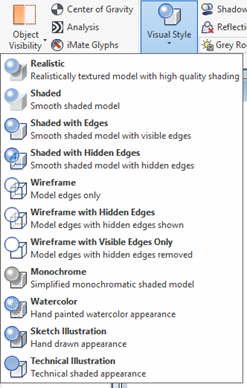 Object
Visibility
Center of Gravity
Analysis
iMate Glyphs
Visual Style
Shadow
Reflecti
Grey Roo
Realistic
Realistically textured model with high quality shading
Shaded
Smooth shaded model
Shaded with Edges
Smooth shaded model with visible edges
Shaded with Hidden Edges
Smooth shaded model with hidden edges
Wireframe
Model edges only
Wireframe with Hidden Edges
Model edges with hidden edges shown
Wireframe with Visible Edges Only
Model edges with hidden edges removed
Monochrome
Simplified monochromatic shaded model
Watercolor
Hand painted watercolor appearance
Sketch Illustration
Hand drawn appearance
Technical Illustration
Technical shaded appearance